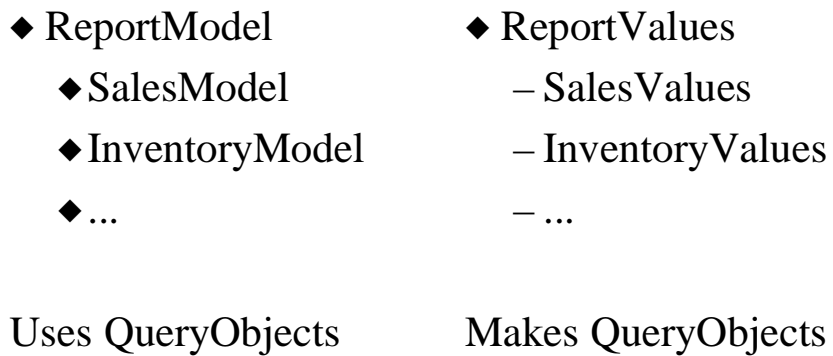 ◆ ReportModel
◆ SalesModel
◆ InventoryModel
◆ ...
Uses QueryObjects
◆ ReportValues
– SalesValues
– InventoryValues
– ...
Makes QueryObjects